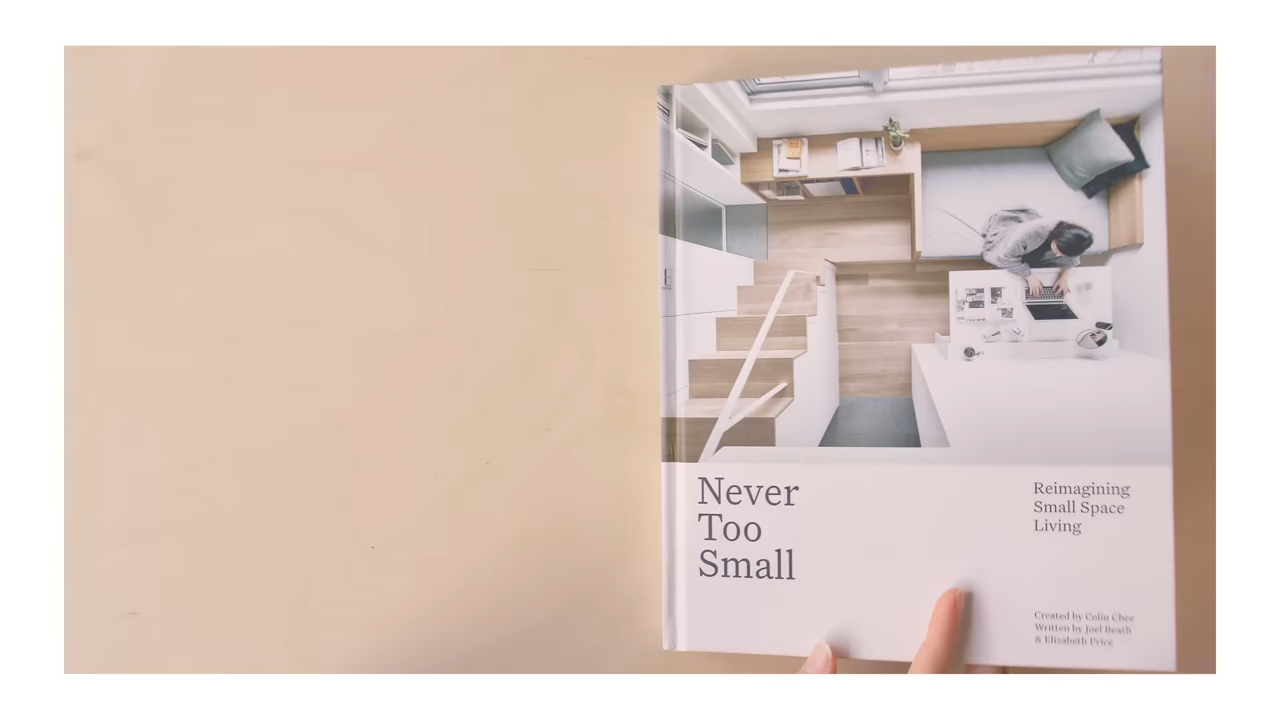 Never
Too
Small
Reimagining
Small Space
Living
Created by Colin Chee
Written by Joel Beath
& Elizabeth Price